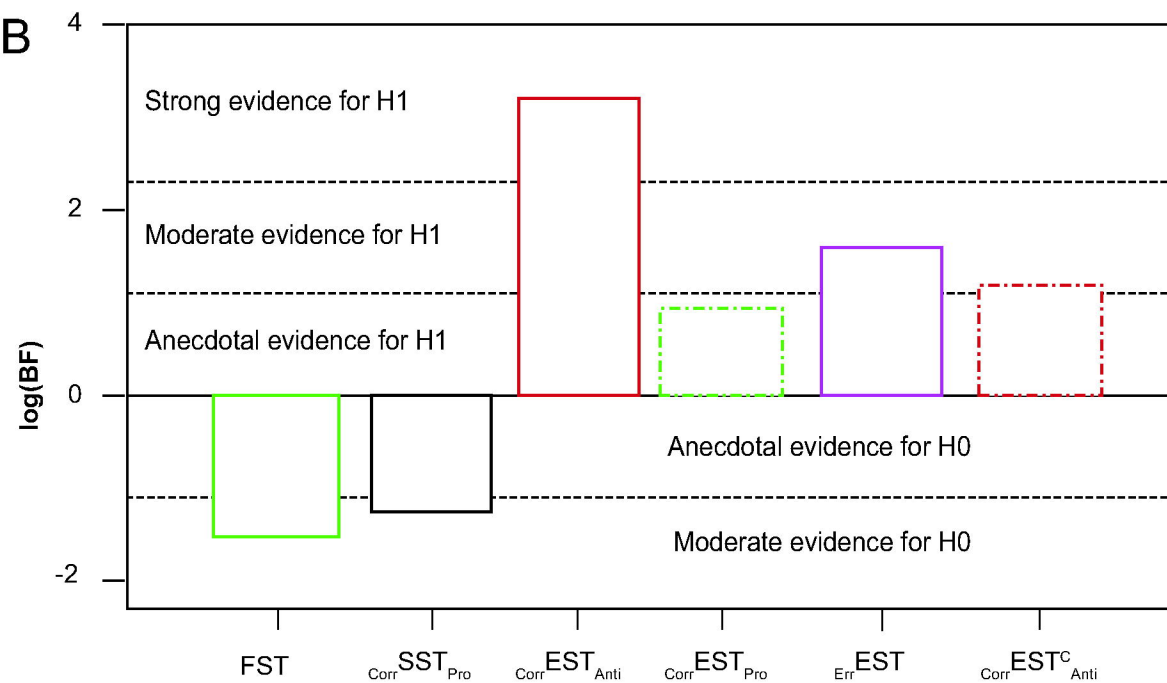 B
4
Strong evidence for H1
2
Moderate evidence for H1
Anecdotal evidence for H1
log(BF)
0
Anecdotal evidence for H0
Moderate evidence for H0
-2
FST CorrSSTPro CorrESTAnti CorrESTPro ErrEST CorrESTCAnti